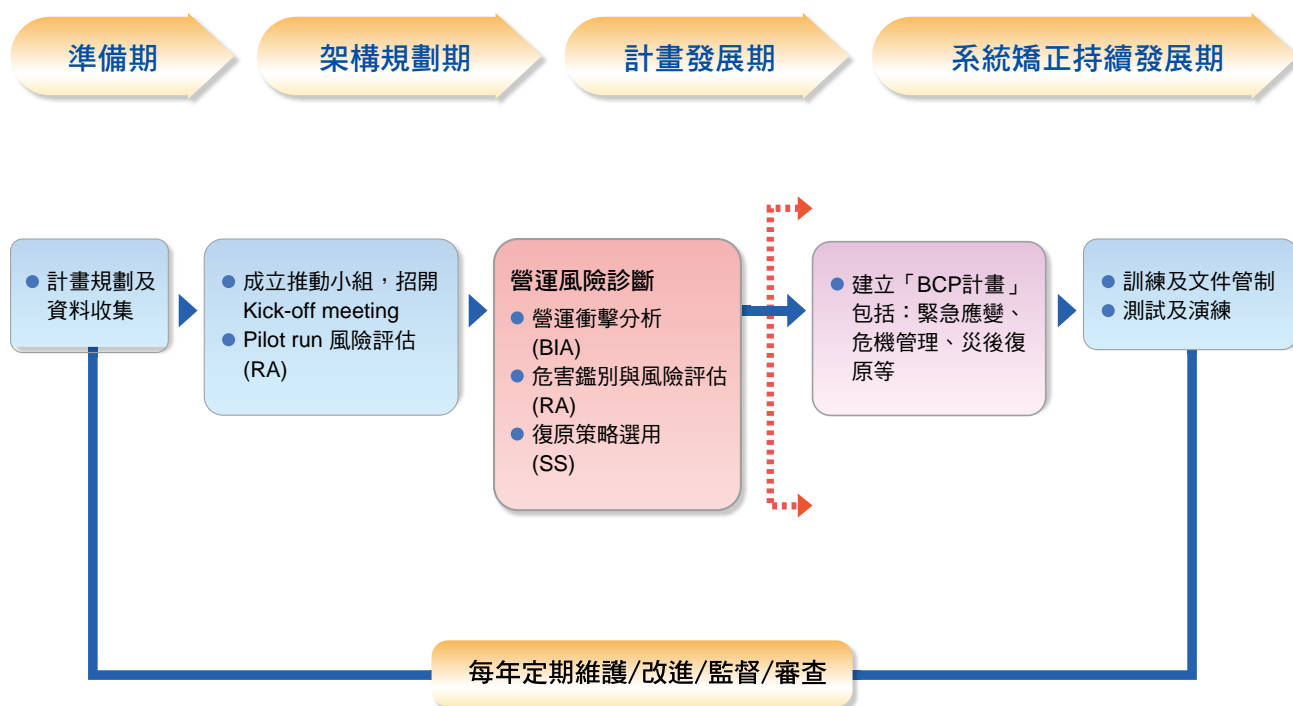 準備期
架構規劃期
計畫發展期
系統矯正持續發展期
計畫規劃及
資料收集
成立推動小組，招開
Kick-off meeting
Pilot run 風險評估
(RA)
營運風險診斷
營運衝擊分析
(BIA)
危害鑑別與風險評估
(RA)
復原策略選用
(SS)
建立「BCP計畫」
包括：緊急應變、
危機管理、災後復
原等
訓練及文件管制
測試及演練
每年定期維護/改進/監督/審查